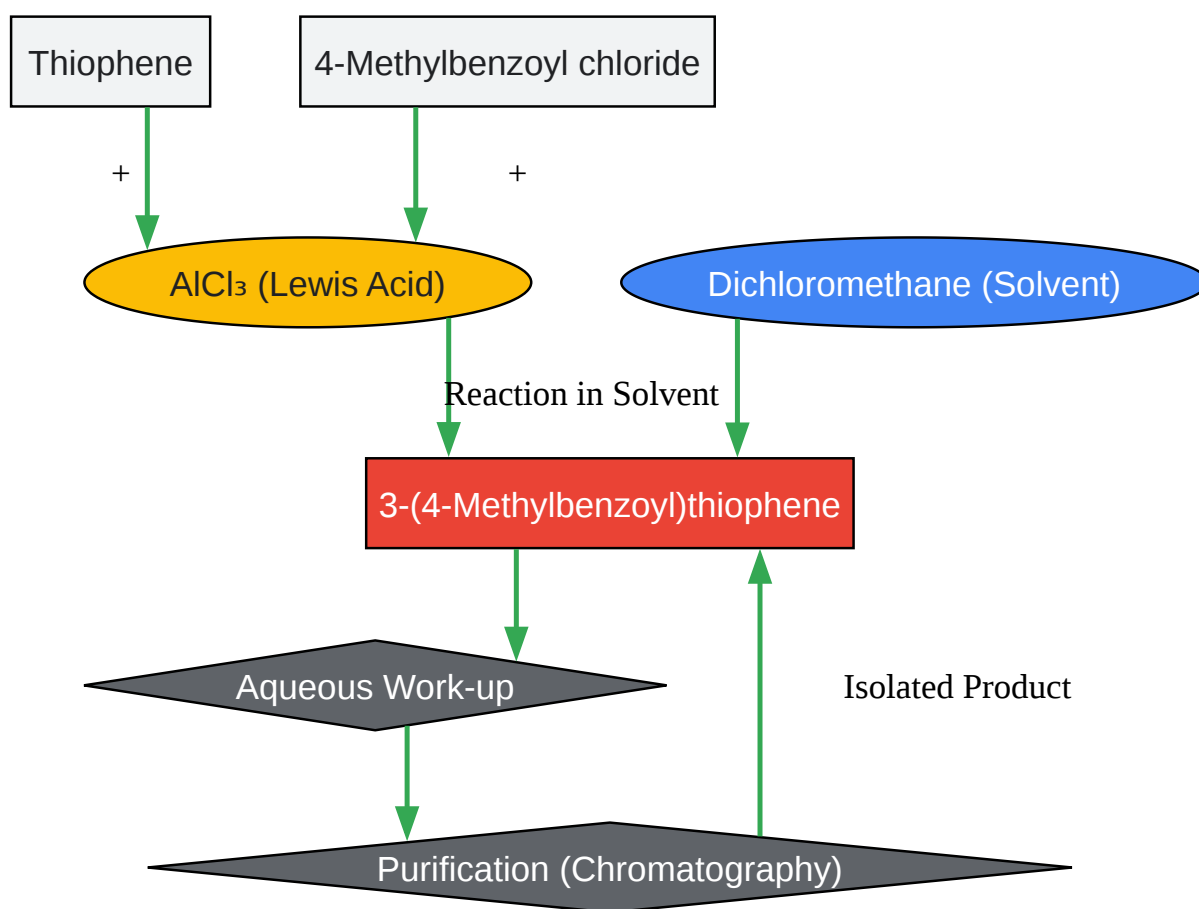 Thiophene
4-Methylbenzoyl chloride
+
+
AlCl₃ (Lewis Acid)
Dichloromethane (Solvent)
Reaction in Solvent
3-(4-Methylbenzoyl)thiophene
Aqueous Work-up
Isolated Product
Purification (Chromatography)